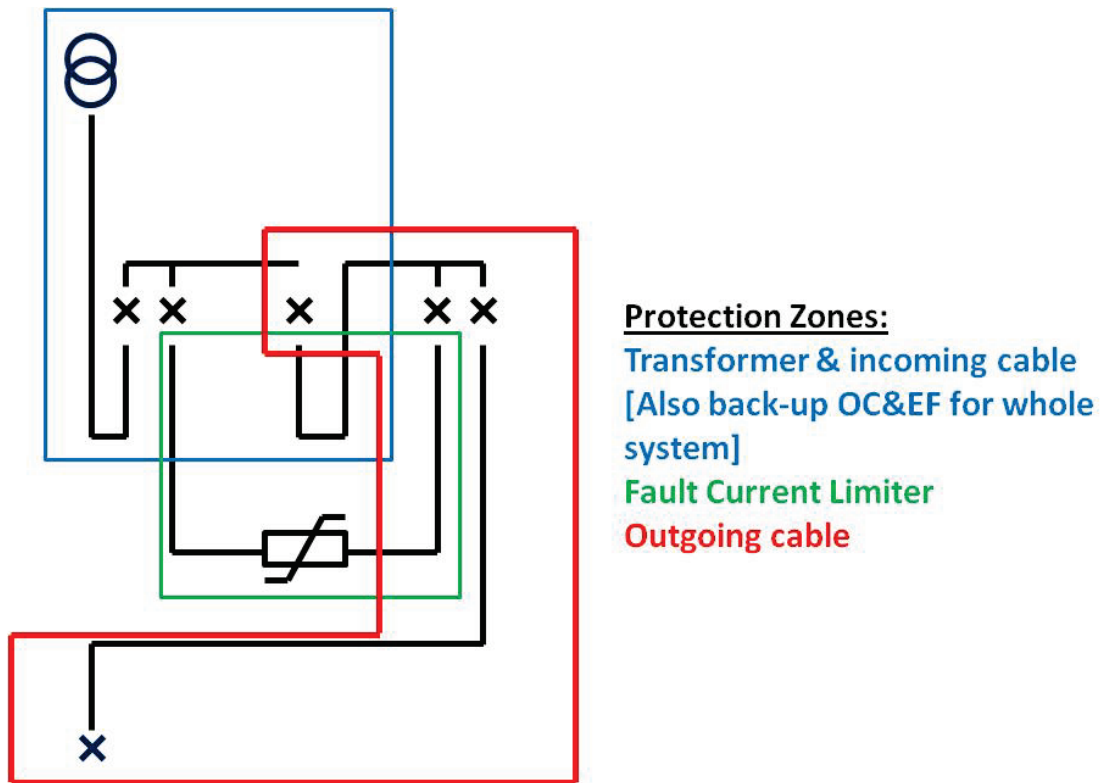 Protection Zones:
Transformer & incoming cable
[Also back-up OC&EF for whole
system]
Fault Current Limiter
Outgoing cable